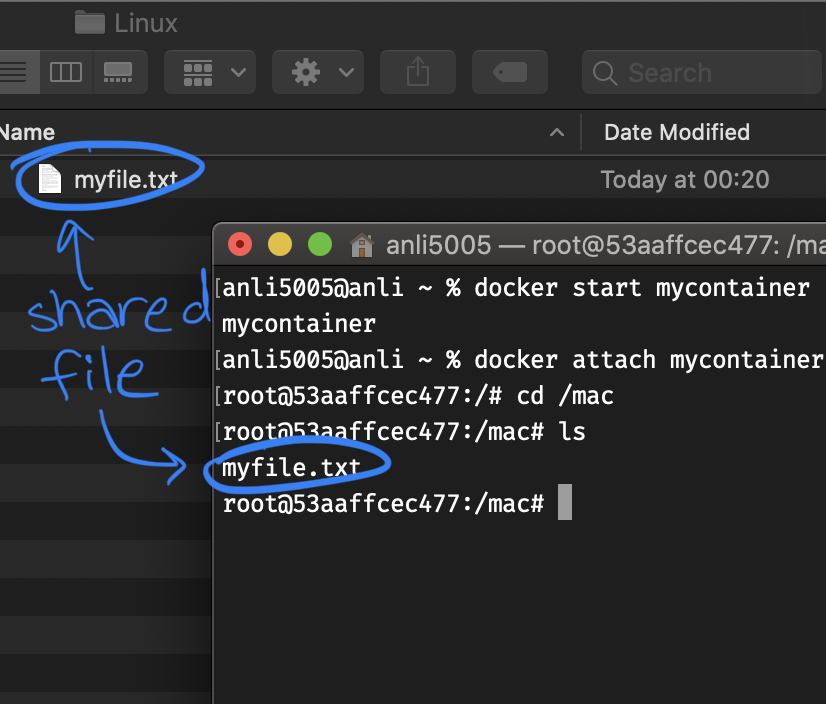 Linux
Search
Name
Date Modified
myfile.txt
Today at 00:20
shared
file
anli5005 — root@53aaffcec477: /ma
[anli5005@anli ~ % docker start mycontainer
mycontainer
[anli5005@anli ~ % docker attach mycontainer
[root@53aaffcec477:/# cd /mac
[root@53aaffcec477:/mac# ls
myfile.txt
root@53aaffcec477:/mac#